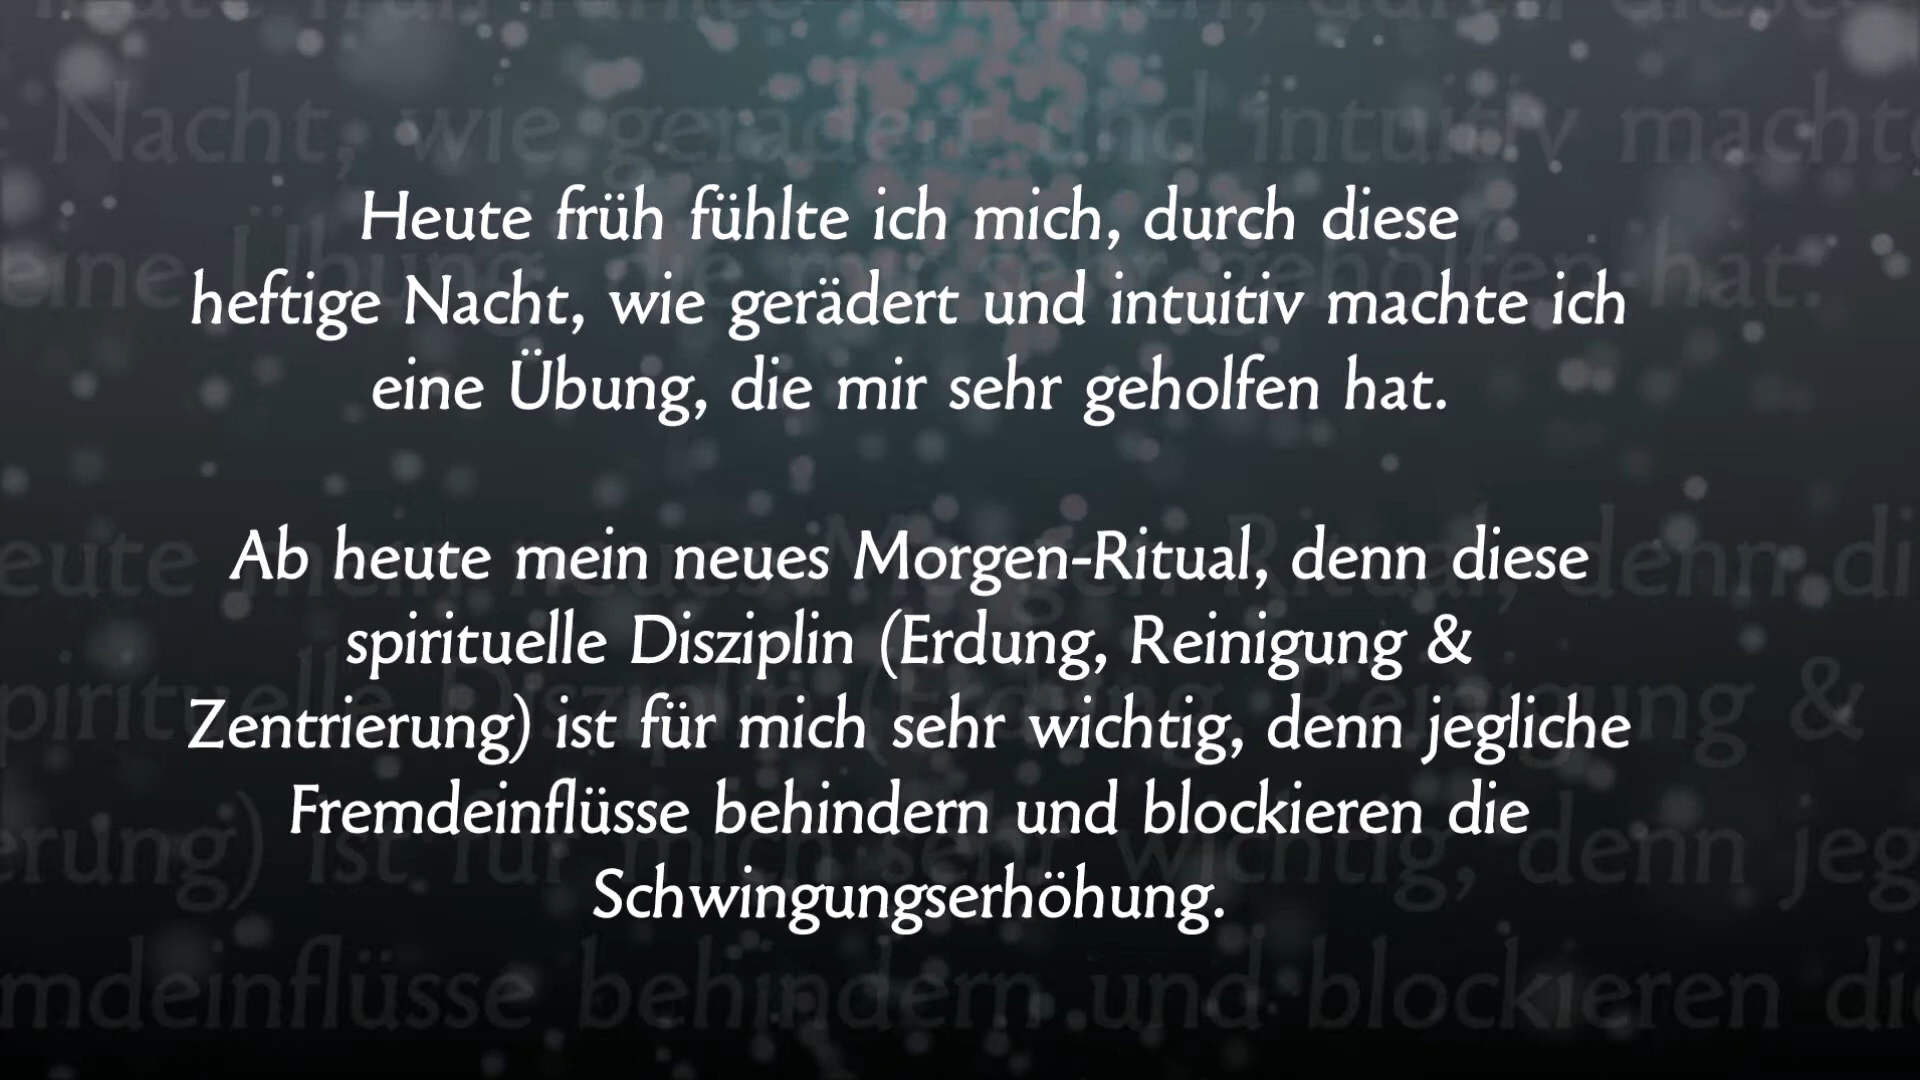 Heute früh fühlte ich mich, durch diese
heftige Nacht, wie gerädert und intuitiv machte ich
eine Übung, die mir sehr geholfen hat.
Ab heute mein neues Morgen-Ritual, denn diese
spirituelle Disziplin (Erdung, Reinigung &
Zentrierung) ist für mich sehr wichtig, denn jegliche
Fremdeinflüsse behindern und blockieren die
Schwingungserhöhung.